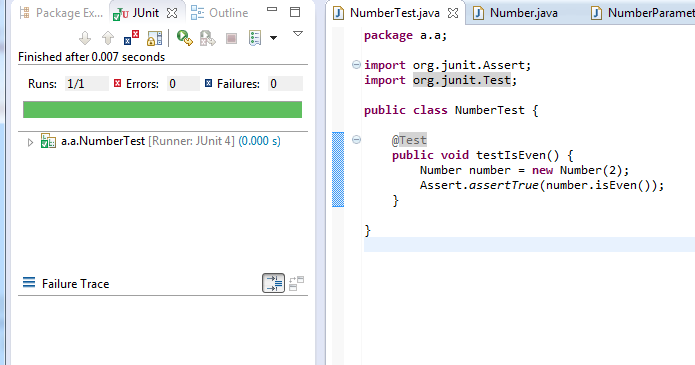 Package Ex... JUnit Outline
Finished after 0.007 seconds
Runs: 1/1 Errors: 0 Failures: 0
a.a.NumberTest [Runner: JUnit 4] (0.000 s)
Failure Trace
NumberTest.java Number.java NumberParame
package a.a;
import org.junit.Assert;
import org.junit.Test;
public class NumberTest {
@Test
public void testIsEven() {
Number number = new Number(2);
Assert.assertTrue(number.isEven());
}
}